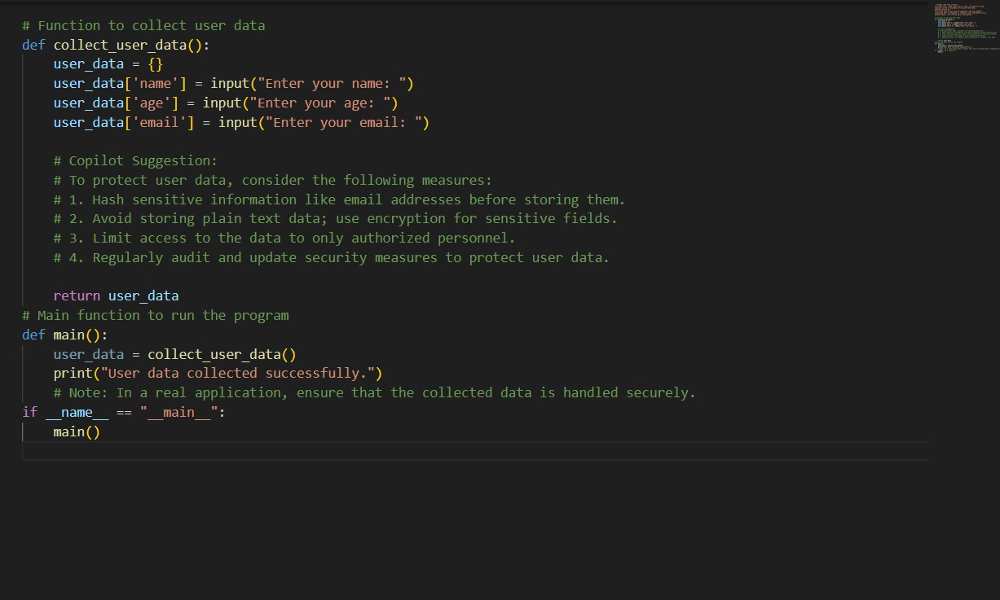 # Function to collect user data
def collect_user_data():
    user_data = {}
    user_data['name'] = input("Enter your name: ")
    user_data['age'] = input("Enter your age: ")
    user_data['email'] = input("Enter your email: ")

    # Copilot Suggestion:
    # To protect user data, consider the following measures:
    # 1. Hash sensitive information like email addresses before storing them.
    # 2. Avoid storing plain text data; use encryption for sensitive fields.
    # 3. Limit access to the data to only authorized personnel.
    # 4. Regularly audit and update security measures to protect user data.

    return user_data
# Main function to run the program
def main():
    user_data = collect_user_data()
    print("User data collected successfully.")
    # Note: In a real application, ensure that the collected data is handled securely.
if __name__ == "__main__":
    main()